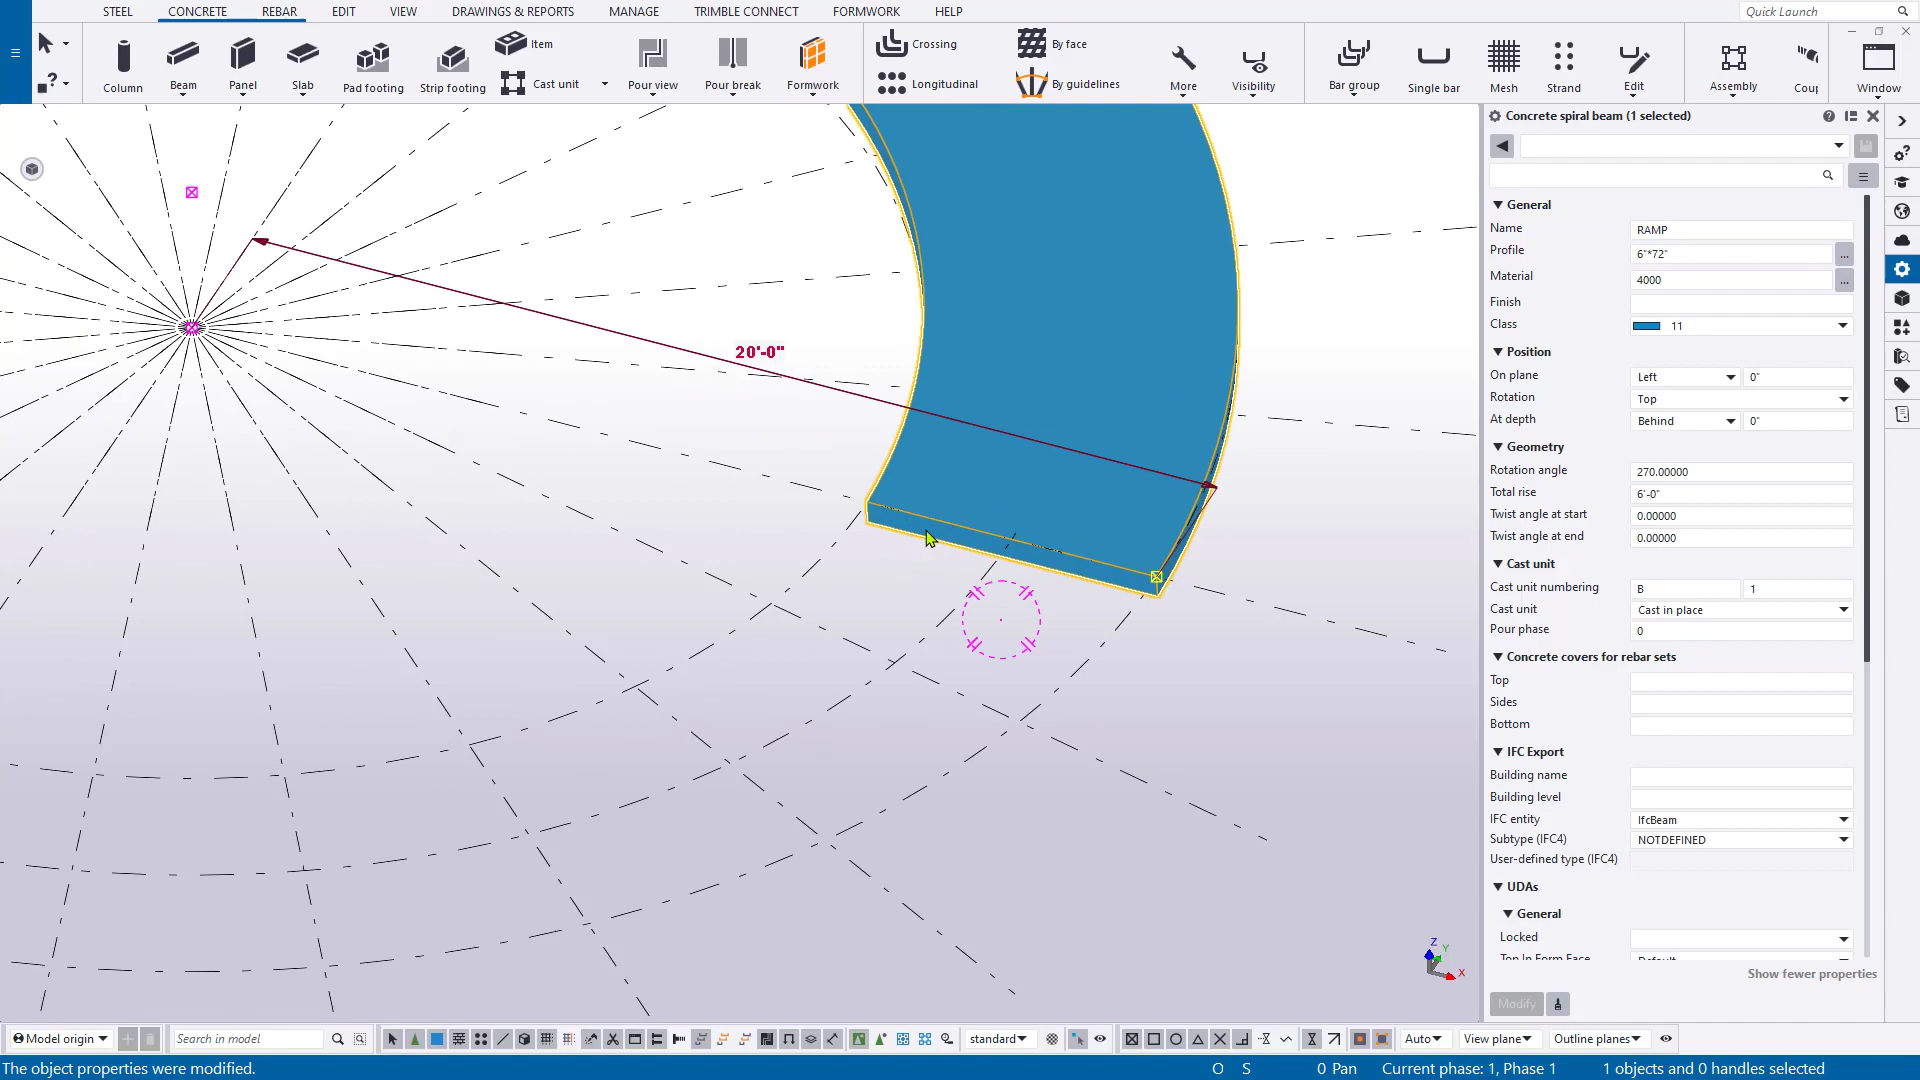 STEEL CONCRETE REBAR EDIT VIEW DRAWINGS & REPORTS MANAGE TRIMBLE CONNECT FORMWORK HELP Quick Launch
Column Beam Panel Slab Pad footing Strip footing Item Cast unit Pour view Pour break Formwork
Crossing Longitudinal By face By guidelines More Visibility
Bar group Single bar Mesh Strand Edit Assembly Coup Window
20'-0"
Z Y X
Concrete spiral beam (1 selected)
General
Name RAMP
Profile 6"*72" ...
Material 4000 ...
Finish
Class 11
Position
On plane Left 0"
Rotation Top
At depth Behind 0"
Geometry
Rotation angle 270.00000
Total rise 6'-0"
Twist angle at start 0.00000
Twist angle at end 0.00000
Cast unit
Cast unit numbering B 1
Cast unit Cast in place
Pour phase 0
Concrete covers for rebar sets
Top
Sides
Bottom
IFC Export
Building name
Building level
IFC entity IfcBeam
Subtype (IFC4) NOTDEFINED
User-defined type (IFC4)
UDAs
General
Locked
Top In Form Face Default
Show fewer properties
Modify
Model origin Search in model standard Auto View plane Outline planes
The object properties were modified. O S 0 Pan Current phase: 1, Phase 1 1 objects and 0 handles selected